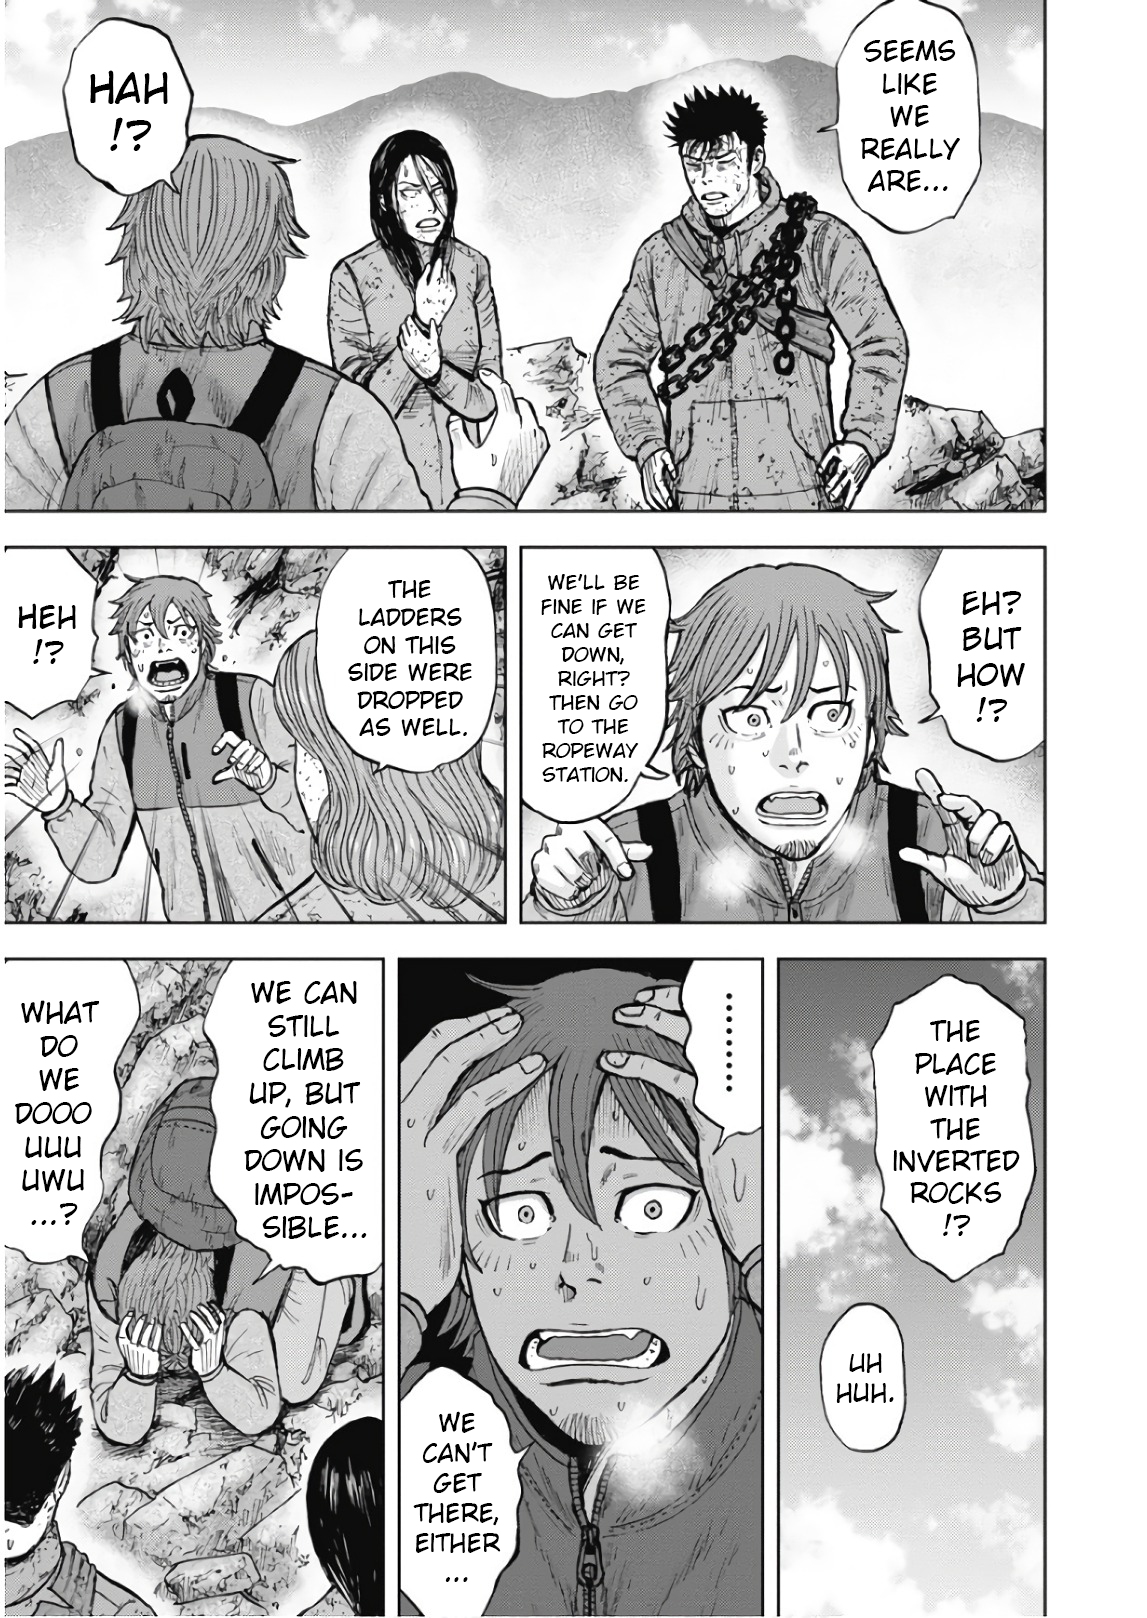 SEEMS
LIKE
WE
REALLY
ARE...
HAH
!?
EH?
BUT
HOW
!?
WE'LL BE
FINE IF WE
CAN GET
DOWN,
RIGHT?
THEN GO
TO THE
ROPEWAY
STATION.
THE
LADDERS
ON THIS
SIDE WERE
DROPPED
AS WELL.
HEH
!?
THE
PLACE
WITH
THE
INVERTED
ROCKS
!?
UH
HUH.
.........
WE
CAN'T
GET
THERE,
EITHER
...
WE CAN
STILL
CLIMB
UP, BUT
GOING
DOWN IS
IMPOS-
SIBLE...
WHAT
DO
WE
DOOO
UUU
UWU
...?